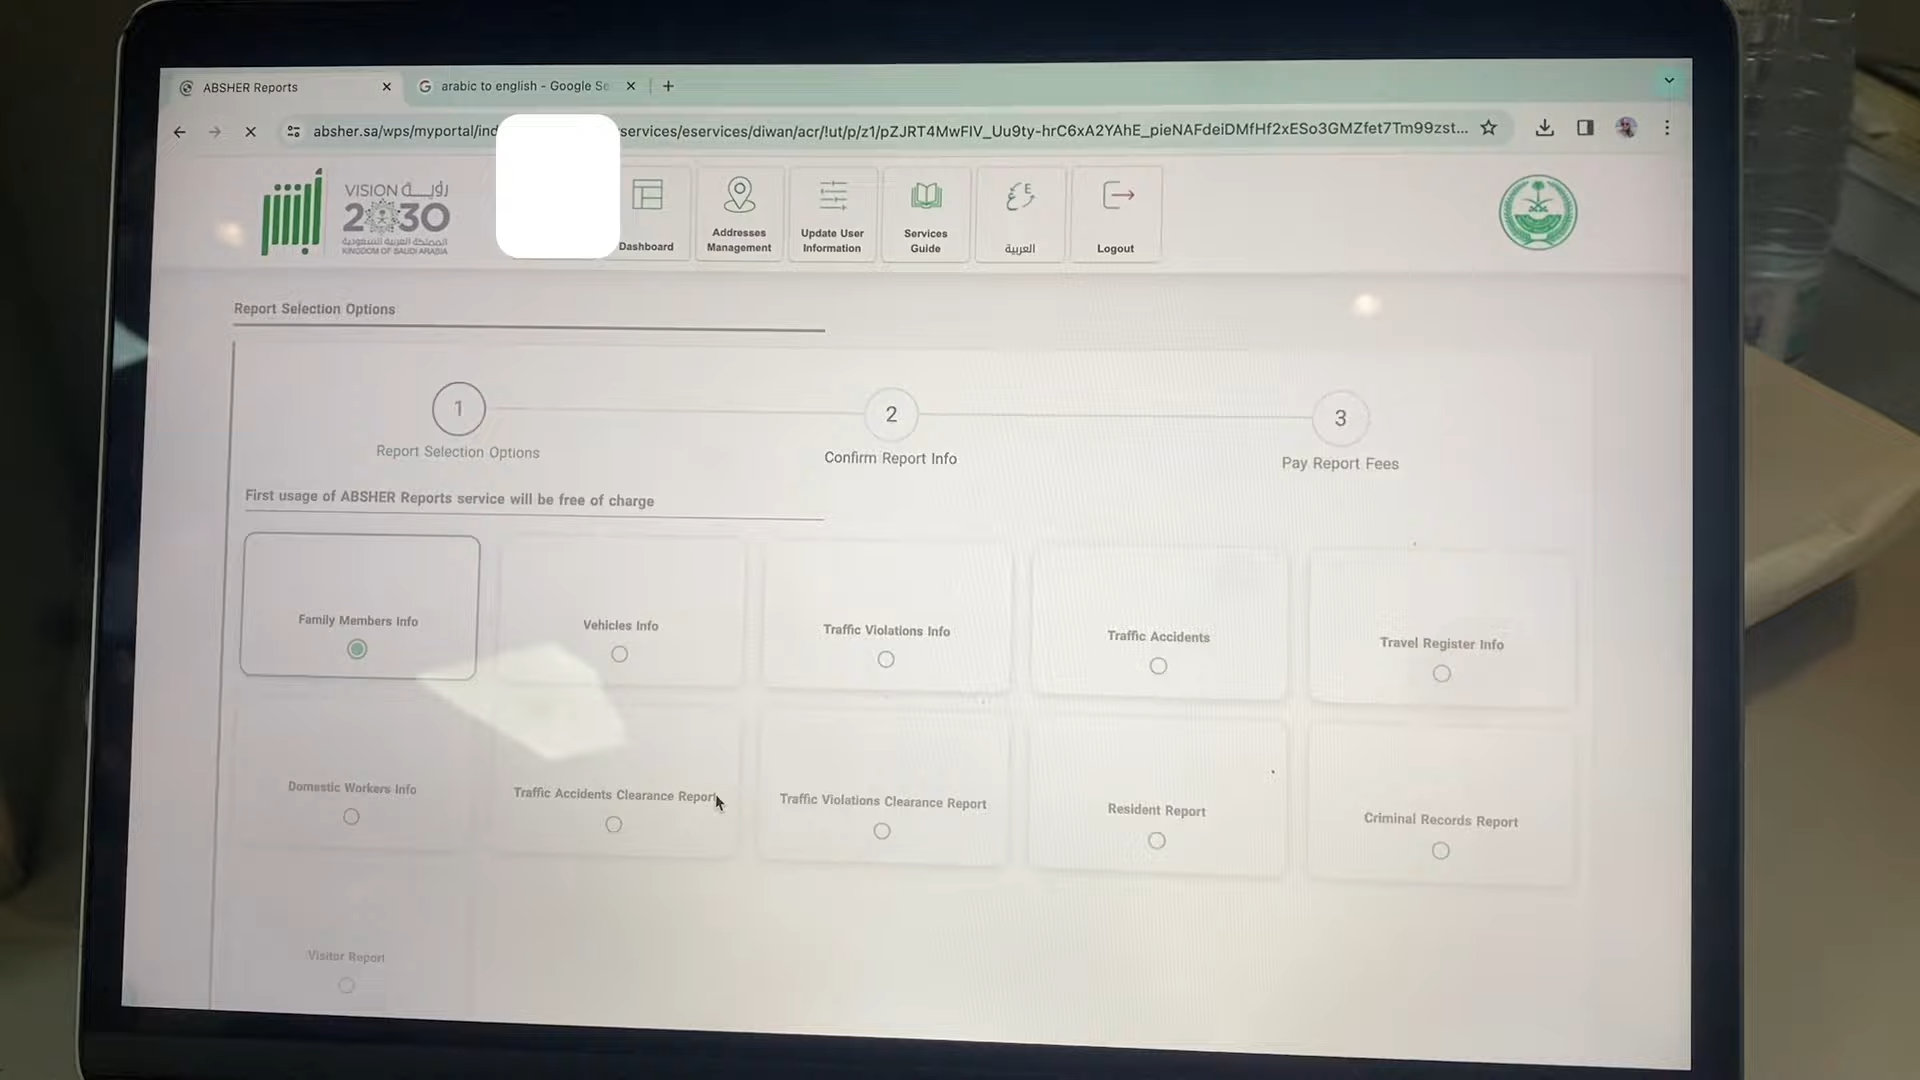 ABSHER Reports
arabic to english - Google Se
absher.sa/wps/myportal/ind
services/eservices/diwan/acr/!ut/p/z1/pZJRT4MwFIV_Uu9ty-hrC6xA2YAhE_pieNAFdeiDMfHf2xESo3GMZfet7Tm99zst...
أبشر
VISION رؤية
2030
المملكة العربية السعودية
KINGDOM OF SAUDI ARABIA
Dashboard
Addresses
Management
Update User
Information
Services
Guide
E
ع
العربية
Logout
Report Selection Options
1
2
3
Report Selection Options
Confirm Report Info
Pay Report Fees
First usage of ABSHER Reports service will be free of charge
Family Members Info
Vehicles Info
Traffic Violations Info
Traffic Accidents
Travel Register Info
Domestic Workers Info
Traffic Accidents Clearance Report
Traffic Violations Clearance Report
Resident Report
Criminal Records Report
Visitor Report